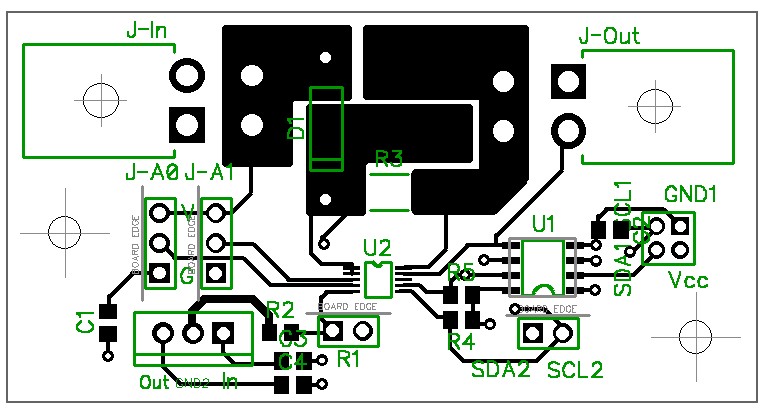 J-In
J-Out
D1
R3
J-A0
J-A1
SCL1
GND1
V
BOARD EDGE
BOARD EDGE
G
U2
U1
SDA1
Vcc
R5
C1
R2
BOARD EDGE
BOARD EDGE
C3
R4
R1
C4
Out
GND2
In
SDA2
SCL2